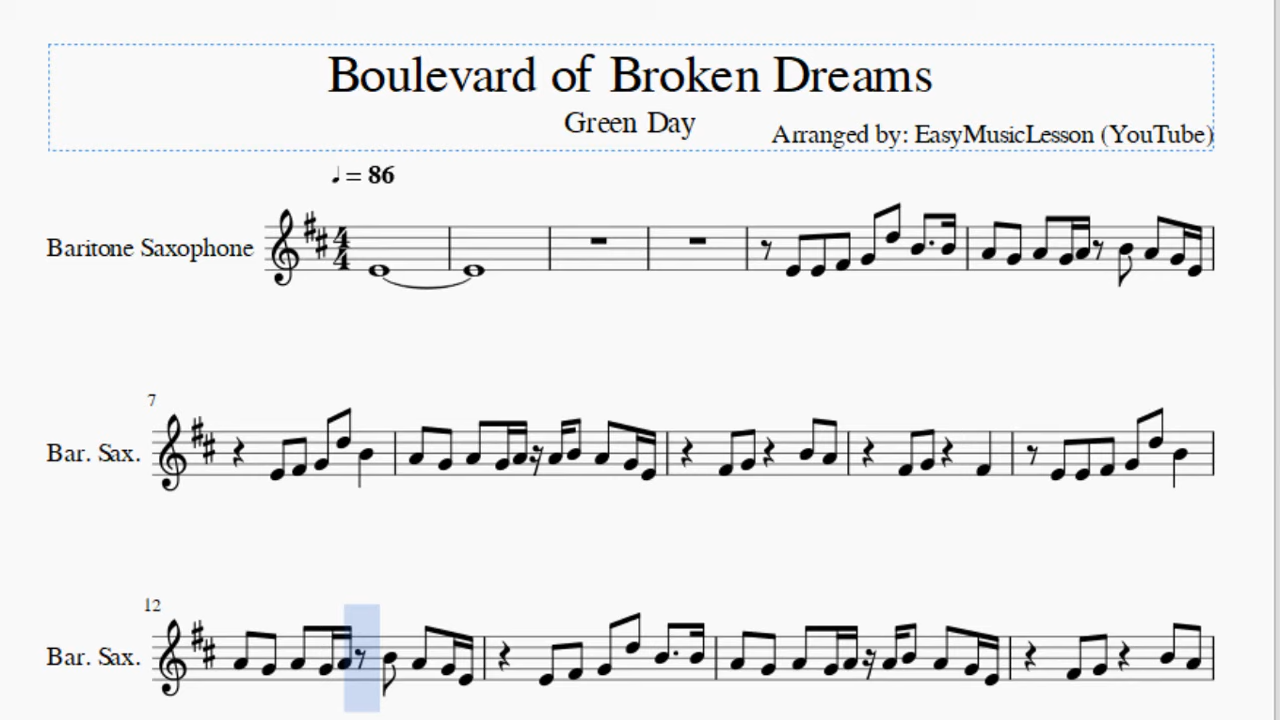 Boulevard of Broken Dreams
Green Day
Arranged by: EasyMusicLesson (YouTube)
♩ = 86
Baritone Saxophone
4
4
7
Bar. Sax.
12
Bar. Sax.